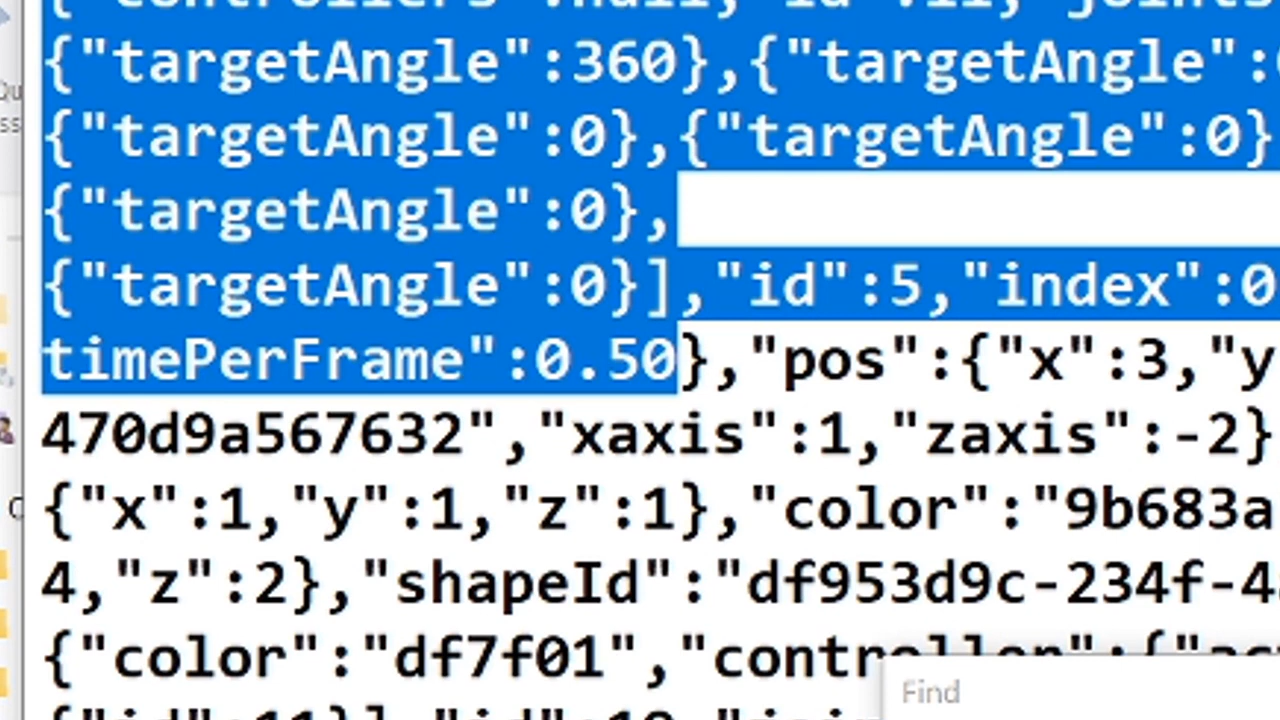 {"targetAngle":360},{"targetAngle":
{"targetAngle":0},{"targetAngle":0}
{"targetAngle":0},
{"targetAngle":0}],"id":5,"index":0
timePerFrame":0.50},"pos":{"x":3,"y
470d9a567632","xaxis":1,"zaxis":-2}
{"x":1,"y":1,"z":1},"color":"9b683a
4,"z":2},"shapeId":"df953d9c-234f-4
{"color":"df7f01","controller":{"ac
Find